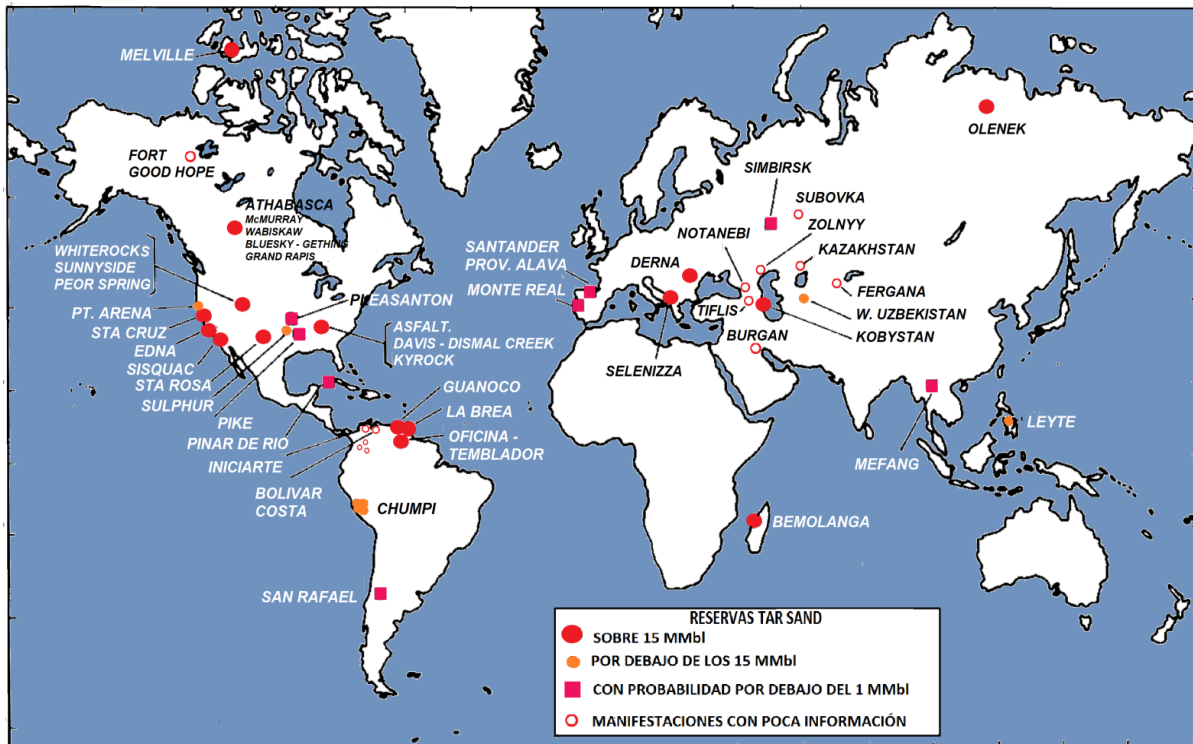 MELVILLE
OLENEK
FORT
GOOD HOPE
SIMBIRSK
SUBOVKA
ATHABASCA
McMURRAY
WABISKAW
BLUESKY - GETHING
GRAND RAPIS
ZOLNYY
NOTANEBI
KAZAKHSTAN
WHITEROCKS
SUNNYSIDE
PEOR SPRING
SANTANDER
PROV. ALAVA
DERNA
MONTE REAL
FERGANA
PLEASANTON
PT. ARENA
TIFLIS
W. UZBEKISTAN
STA CRUZ
ASFALT.
DAVIS - DISMAL CREEK
KYROCK
BURGAN
KOBYSTAN
EDNA
SISQUAC
SELENIZZA
STA ROSA
GUANOCO
SULPHUR
LA BREA
PIKE
LEYTE
PINAR DE RIO
OFICINA -
TEMBLADOR
INICIARTE
MEFANG
BOLIVAR
COSTA
CHUMPI
BEMOLANGA
SAN RAFAEL
RESERVAS TAR SAND
SOBRE 15 MMbl
POR DEBAJO DE LOS 15 MMbl
CON PROBABILIDAD POR DEBAJO DEL 1 MMbl
MANIFESTACIONES CON POCA INFORMACIÓN